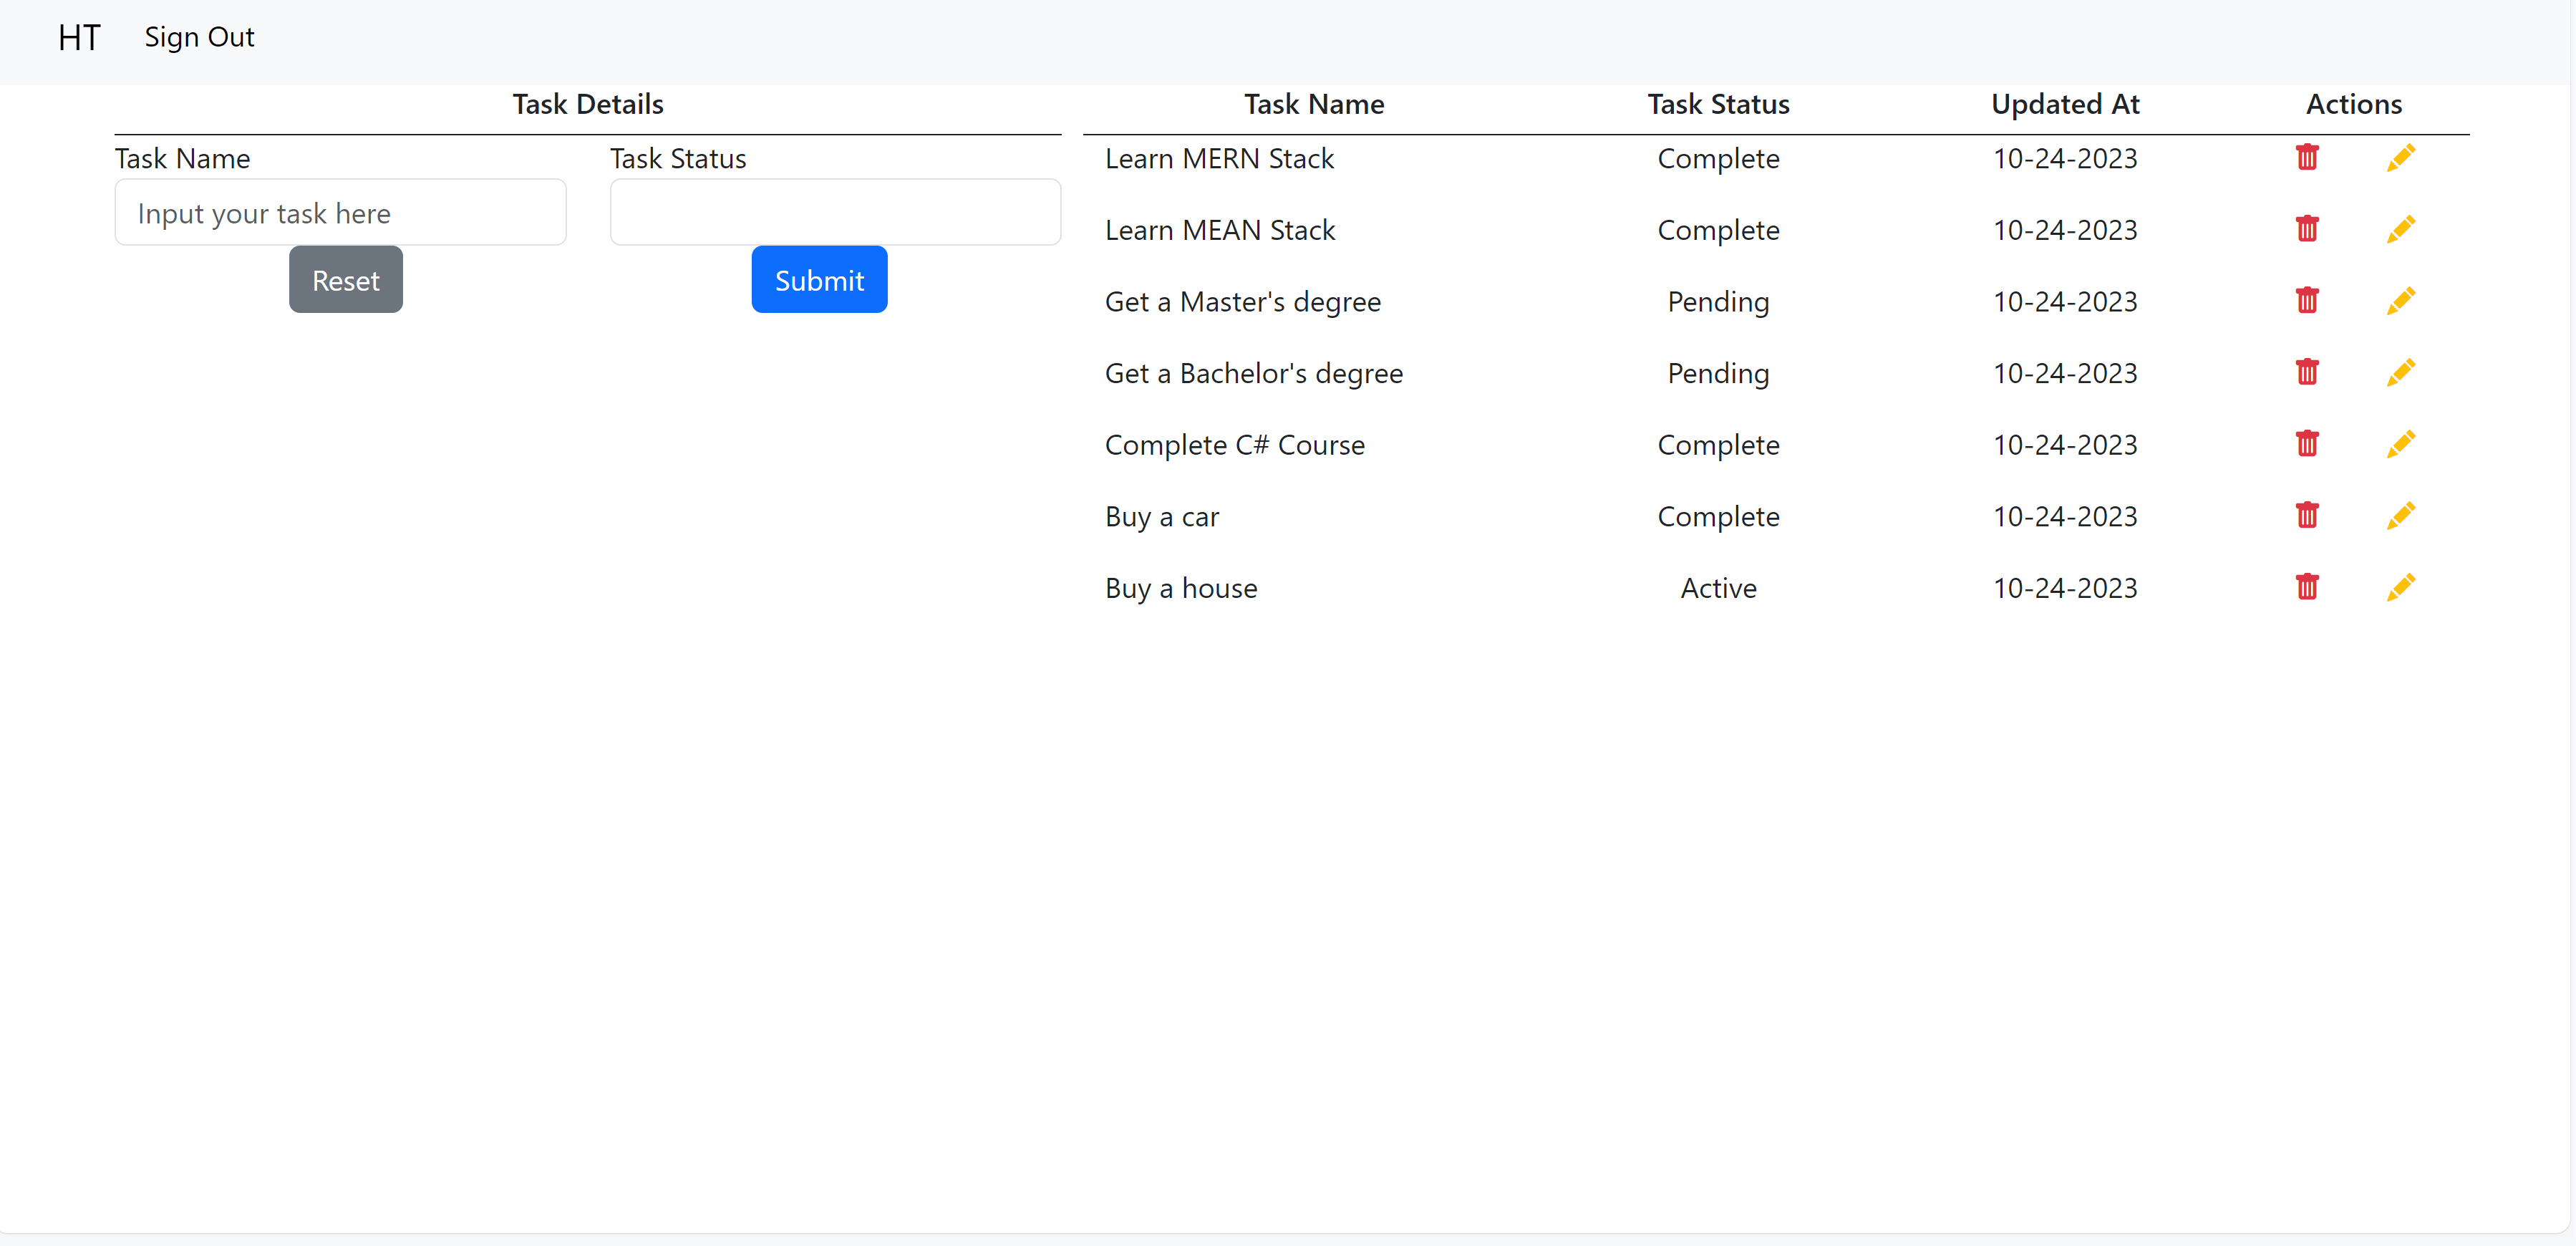 HT Sign Out
Task Details
Task Name Task Status
Input your task here
Reset Submit
Task Name Task Status Updated At Actions
Learn MERN Stack Complete 10-24-2023
Learn MEAN Stack Complete 10-24-2023
Get a Master's degree Pending 10-24-2023
Get a Bachelor's degree Pending 10-24-2023
Complete C# Course Complete 10-24-2023
Buy a car Complete 10-24-2023
Buy a house Active 10-24-2023